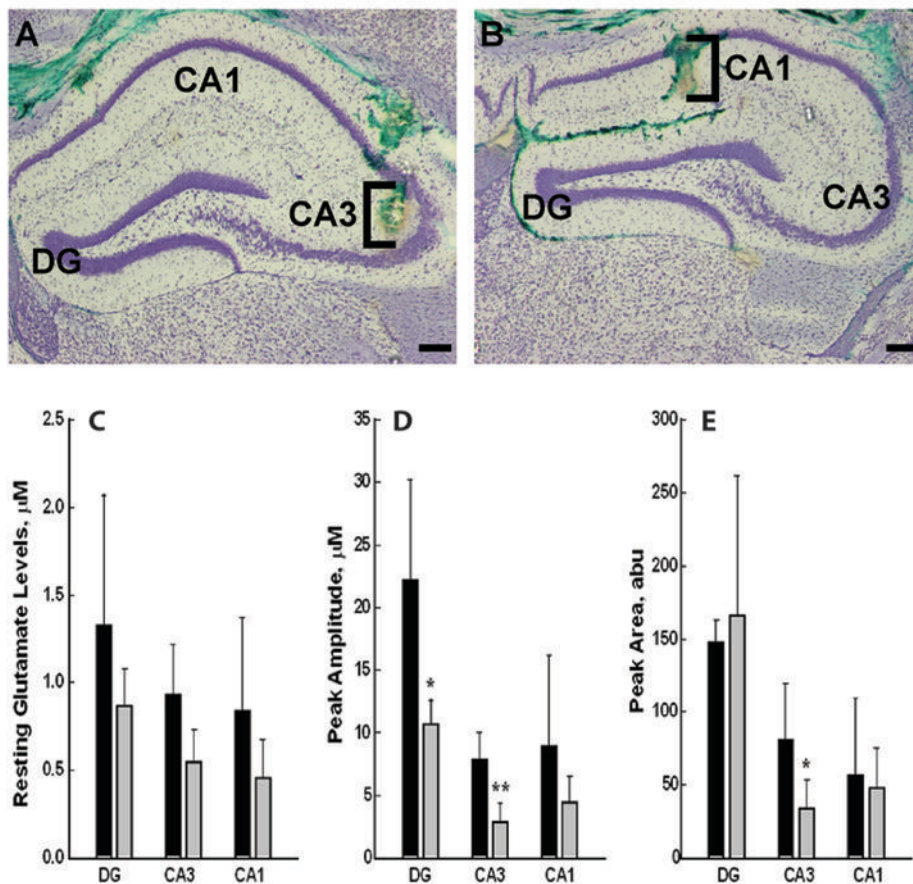 A
CA1
CA3
DG
B
CA1
CA3
DG
C
Resting Glutamate Levels, µM
2.5
2.0
1.5
1.0
0.5
0.0
DG CA3 CA1
D
Peak Amplitude, µM
35
30
25
20
15
10
5
0
*
**
DG CA3 CA1
E
Peak Area, abu
300
250
200
150
100
50
0
*
DG CA3 CA1